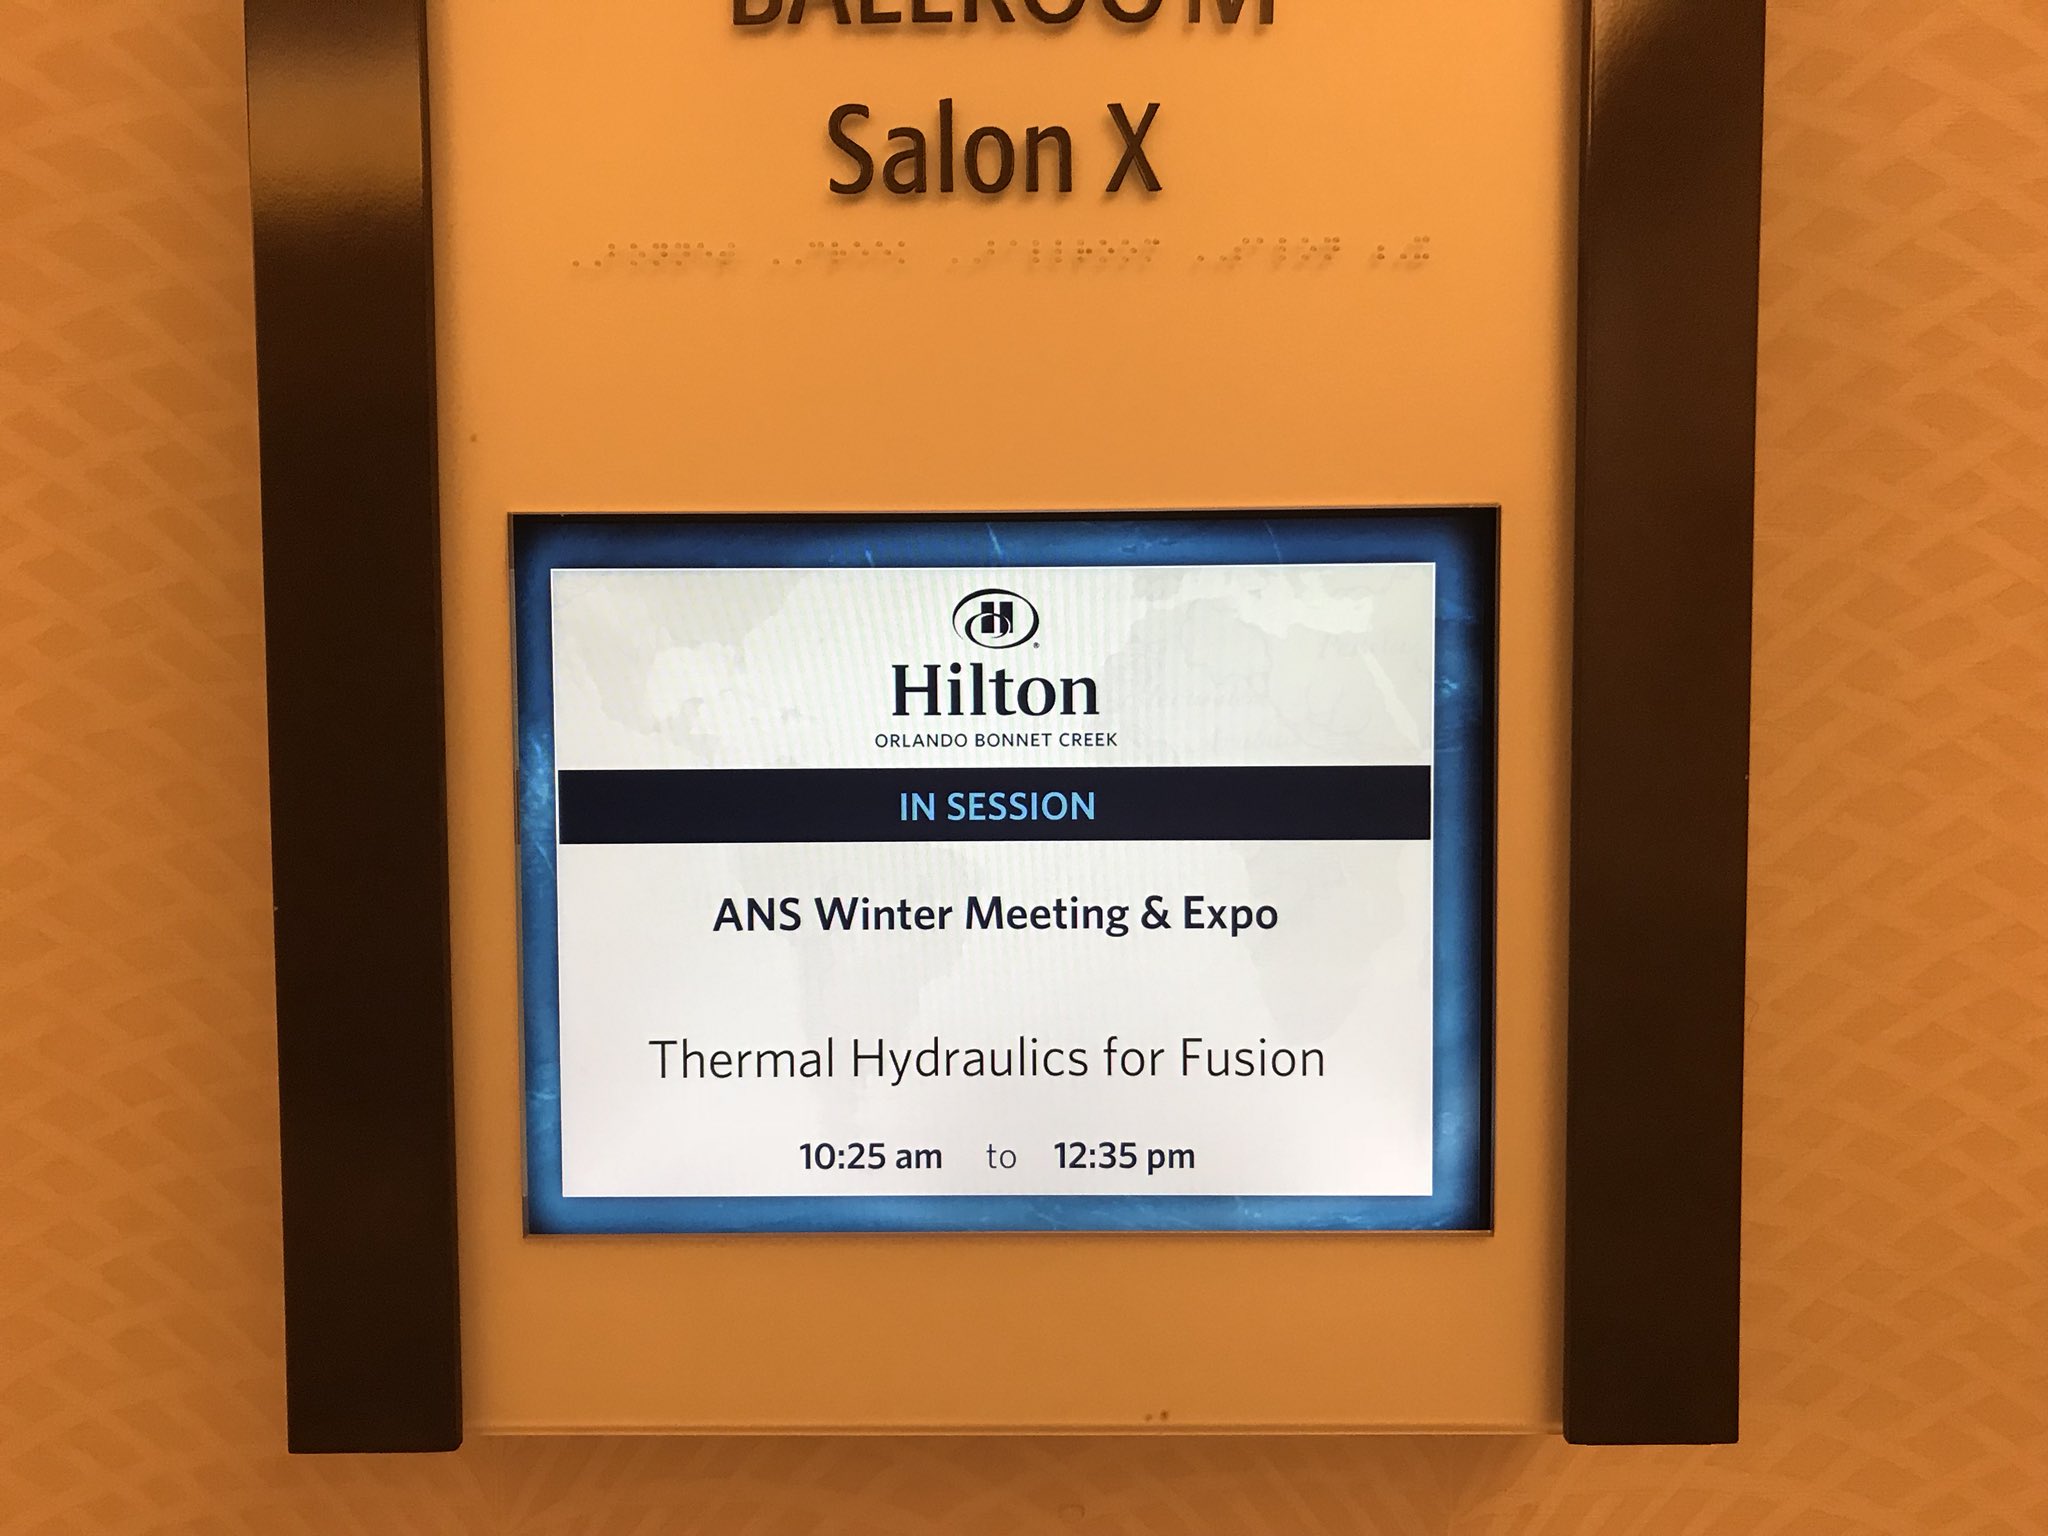 BALLROOM
Salon X
Hilton
ORLANDO BONNET CREEK
IN SESSION
ANS Winter Meeting & Expo
Thermal Hydraulics for Fusion
10:25 am to 12:35 pm